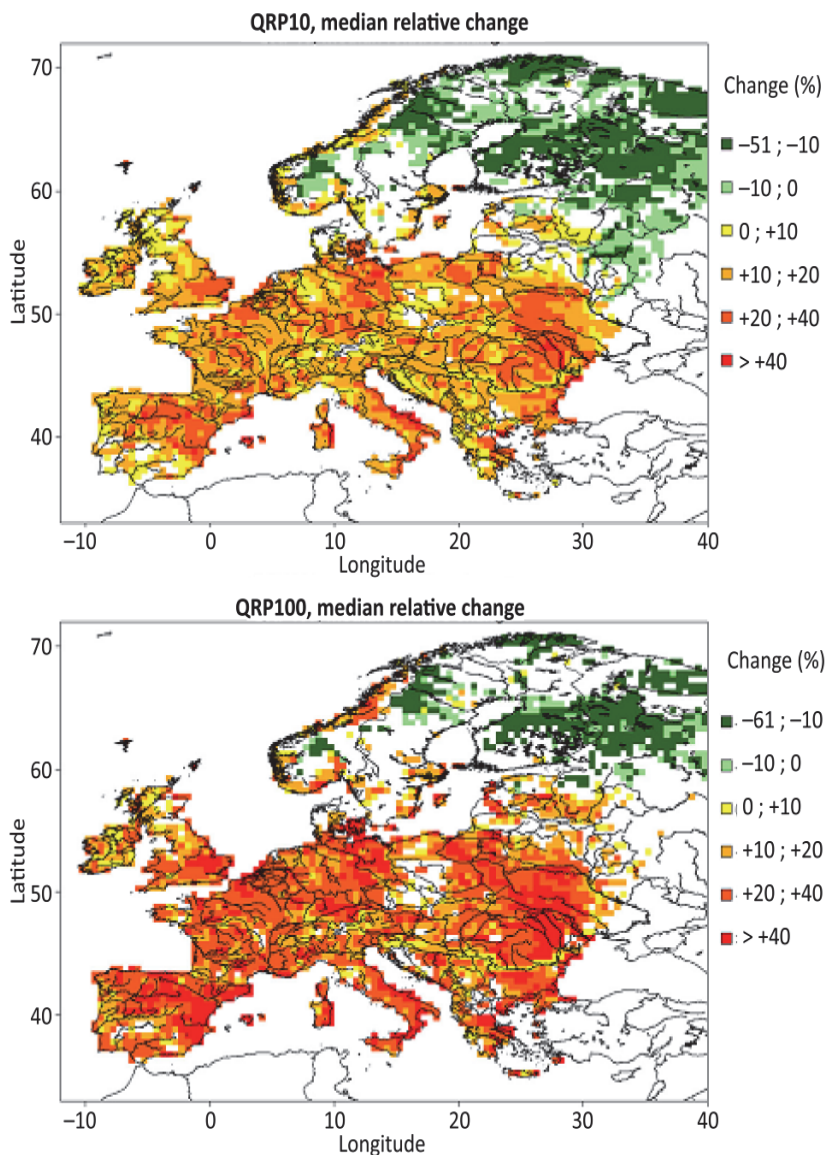 QRP10, median relative change
70
60
50
40
Latitude
−10
0
10
20
30
40
Longitude
Change (%)
−51 ; −10
−10 ; 0
0 ; +10
+10 ; +20
+20 ; +40
> +40
QRP100, median relative change
70
60
50
40
Latitude
−10
0
10
20
30
40
Longitude
Change (%)
−61 ; −10
−10 ; 0
0 ; +10
+10 ; +20
+20 ; +40
> +40